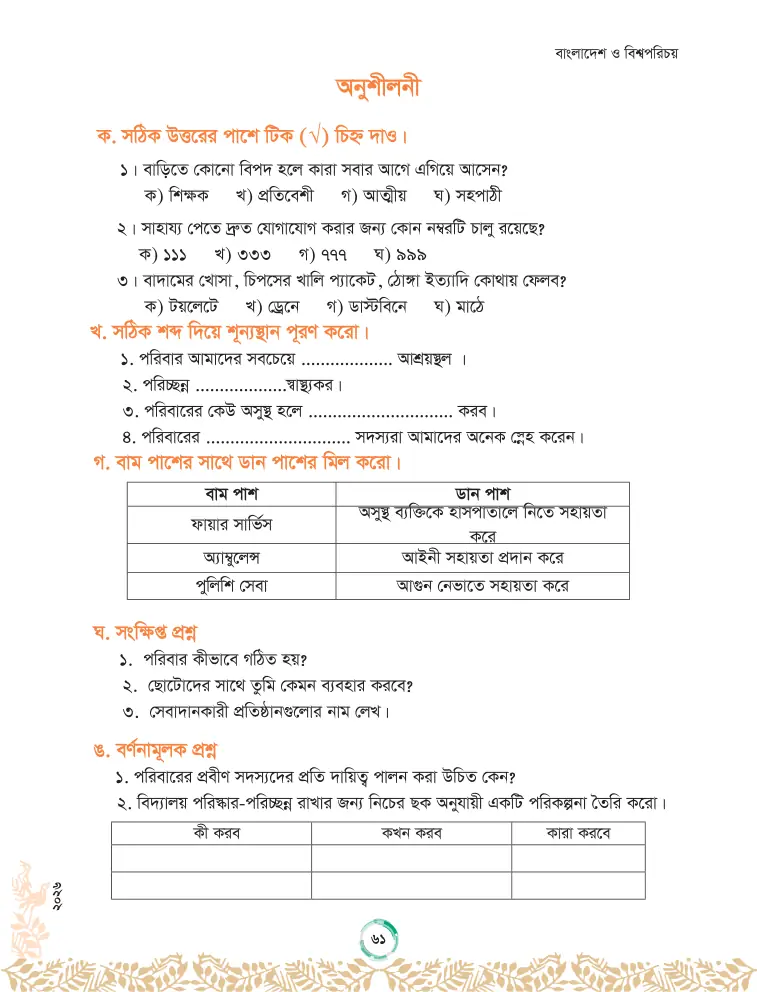 বাংলাদেশ ও বিশ্বপরিচয়
অনুশীলনী
ক. সঠিক উত্তরের পাশে টিক (√) চিহ্ন দাও।
১। বাড়িতে কোনো বিপদ হলে কারা সবার আগে এগিয়ে আসেন?
ক) শিক্ষক খ) প্রতিবেশী গ) আত্মীয় ঘ) সহপাঠী
২। সাহায্য পেতে দ্রুত যোগাযোগ করার জন্য কোন নম্বরটি চালু রয়েছে?
ক) ১১১ খ) ৩৩৩ গ) ৭৭৭ ঘ) ৯৯৯
৩। বাদামের খোসা, চিপসের খালি প্যাকেট, ঠোঙ্গা ইত্যাদি কোথায় ফেলব?
ক) টয়লেটে খ) ড্রেনে গ) ডাস্টবিনে ঘ) মাঠে
খ. সঠিক শব্দ দিয়ে শূন্যস্থান পূরণ করো।
১. পরিবার আমাদের সবচেয়ে ................... আশ্রয়স্থল ।
২. পরিচ্ছন্ন ...................স্বাস্থ্যকর।
৩. পরিবারের কেউ অসুস্থ হলে .............................. করব।
৪. পরিবারের .............................. সদস্যরা আমাদের অনেক স্নেহ করেন।
গ. বাম পাশের সাথে ডান পাশের মিল করো।
বাম পাশ ডান পাশ
ফায়ার সার্ভিস অসুস্থ ব্যক্তিকে হাসপাতালে নিতে সহায়তা
করে
অ্যাম্বুলেন্স আইনী সহায়তা প্রদান করে
পুলিশি সেবা আগুন নেভাতে সহায়তা করে
ঘ. সংক্ষিপ্ত প্রশ্ন
১. পরিবার কীভাবে গঠিত হয়?
২. ছোটোদের সাথে তুমি কেমন ব্যবহার করবে?
৩. সেবাদানকারী প্রতিষ্ঠানগুলোর নাম লেখ।
ঙ. বর্ণনামূলক প্রশ্ন
১. পরিবারের প্রবীণ সদস্যদের প্রতি দায়িত্ব পালন করা উচিত কেন?
২. বিদ্যালয় পরিষ্কার-পরিচ্ছন্ন রাখার জন্য নিচের ছক অনুযায়ী একটি পরিকল্পনা তৈরি করো।
কী করব কখন করব কারা করবে
২০২৬
৬১